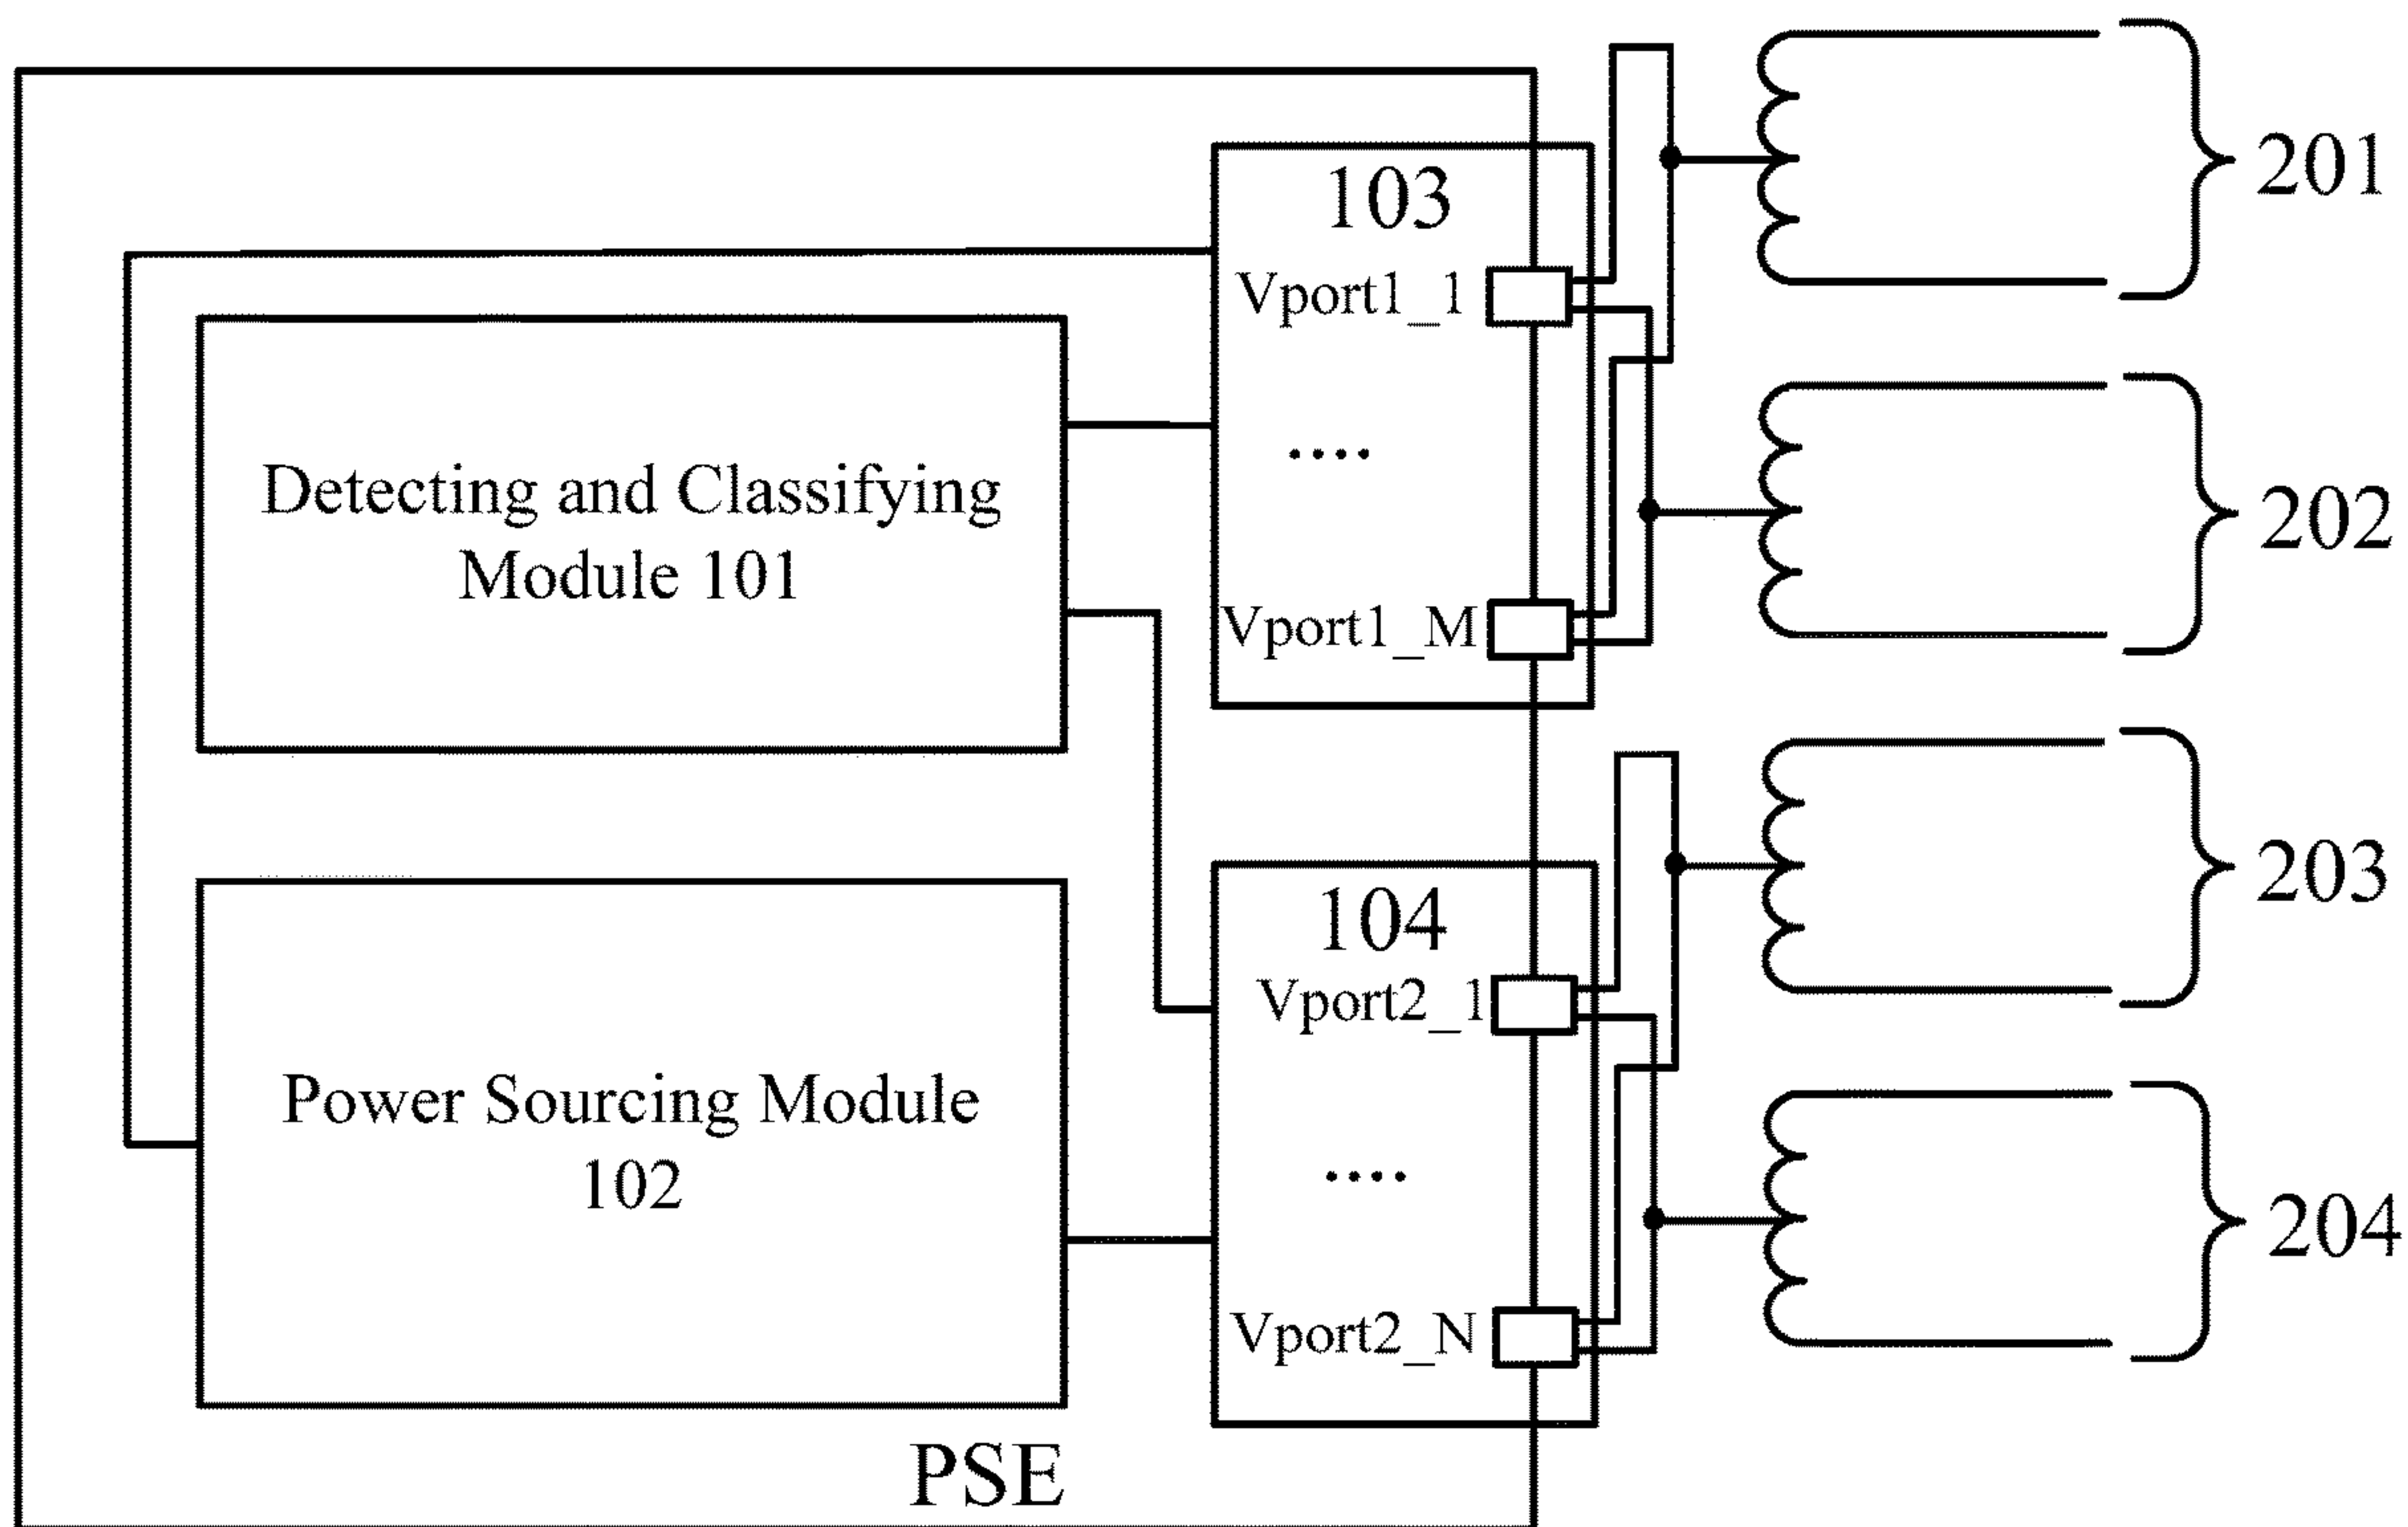 103
Vport1_1
....
Vport1_M
Detecting and Classifying
Module 101
104
Vport2_1
....
Vport2_N
Power Sourcing Module
102
PSE
201
202
203
204